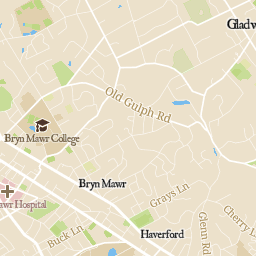 Gladw
Old Gulph Rd
Bryn Mawr College
Bryn Mawr
Grays Ln
awr Hospital
Haverford
Glenn Rd
Cherry L
Buck Ln